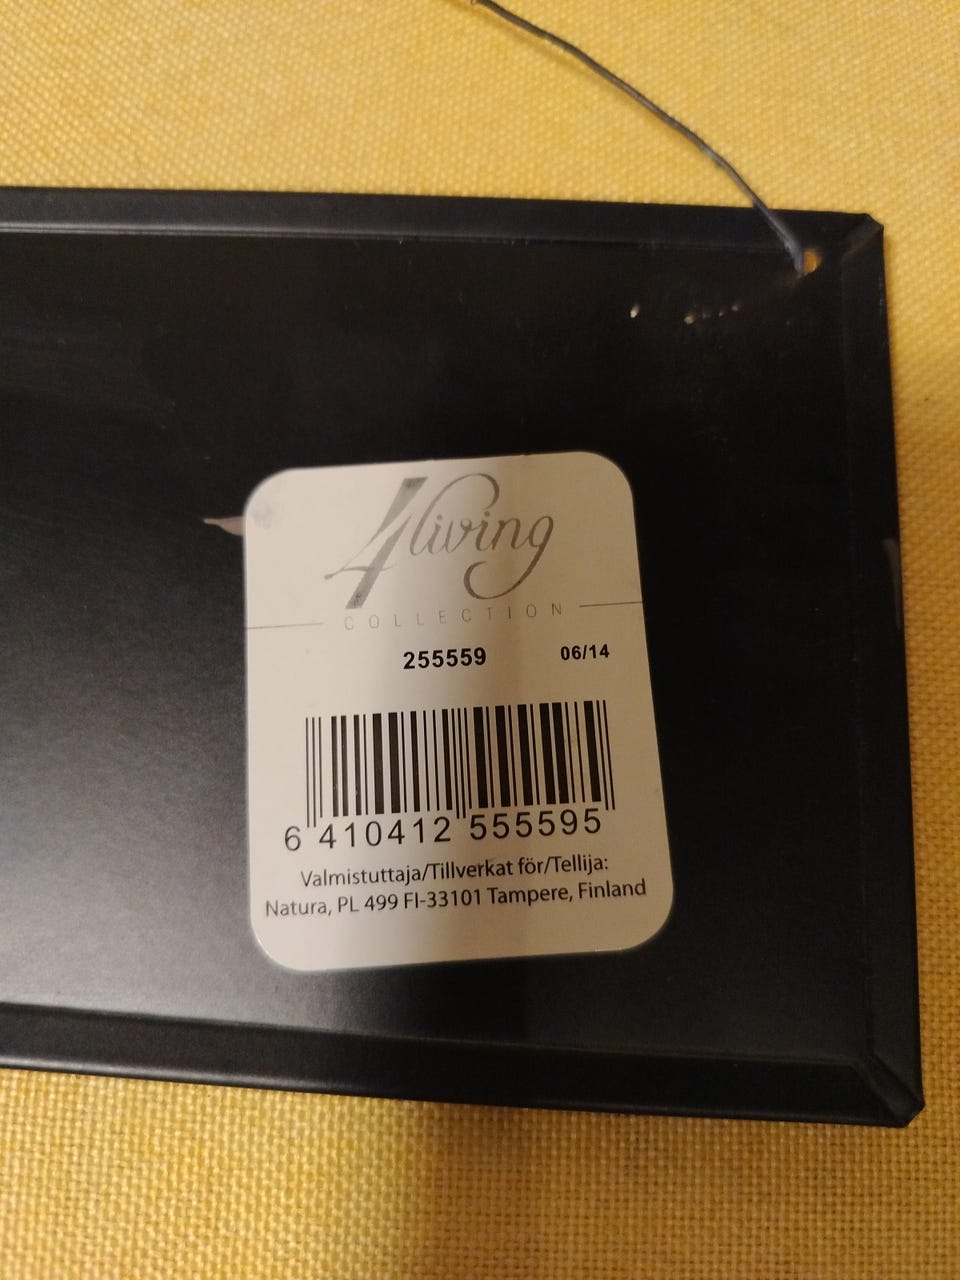 4living
COLLECTION
255559 06/14
6 410412 555595
Valmistuttaja/Tillverkat för/Tellija:
Natura, PL 499 FI-33101 Tampere, Finland